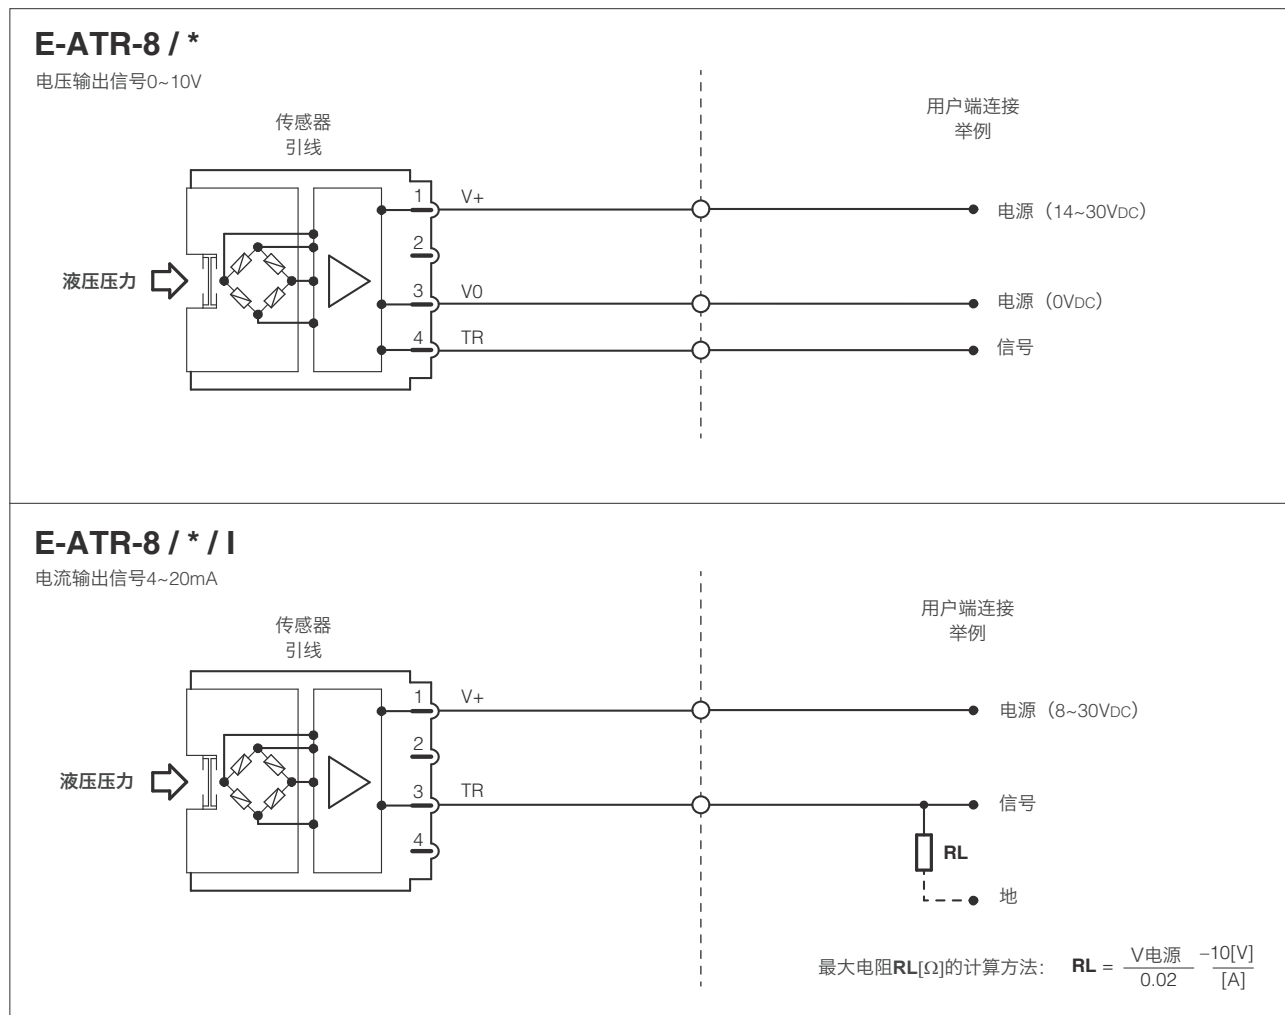 E-ATR-8 / *
电压输出信号0~10V
传感器
引线
用户端连接
举例
1
V+
电源（14~30VDC）
2
液压压力
3
V0
电源（0VDC）
4
TR
信号
E-ATR-8 / * / I
电流输出信号4~20mA
传感器
引线
用户端连接
举例
1
V+
电源（8~30VDC）
2
液压压力
3
TR
信号
4
RL
地
最大电阻RL[Ω]的计算方法： RL = V电源 −10[V]
0.02 [A]